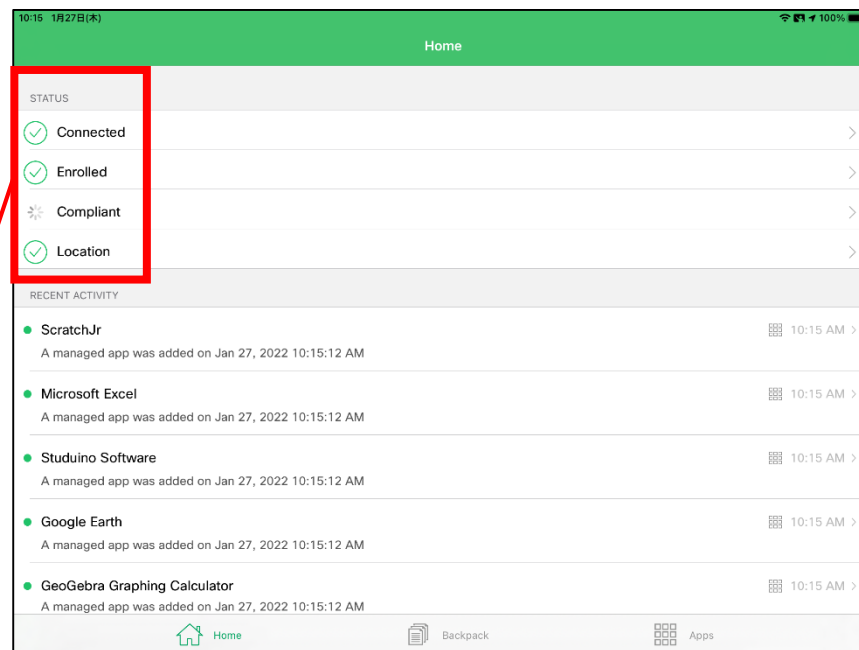 10:15 1月27日(木)
100%
Home
STATUS
Connected
Enrolled
Compliant
Location
RECENT ACTIVITY
ScratchJr
10:15 AM
A managed app was added on Jan 27, 2022 10:15:12 AM
Microsoft Excel
10:15 AM
A managed app was added on Jan 27, 2022 10:15:12 AM
Studuino Software
10:15 AM
A managed app was added on Jan 27, 2022 10:15:12 AM
Google Earth
10:15 AM
A managed app was added on Jan 27, 2022 10:15:12 AM
GeoGebra Graphing Calculator
10:15 AM
A managed app was added on Jan 27, 2022 10:15:12 AM
Home
Backpack
Apps